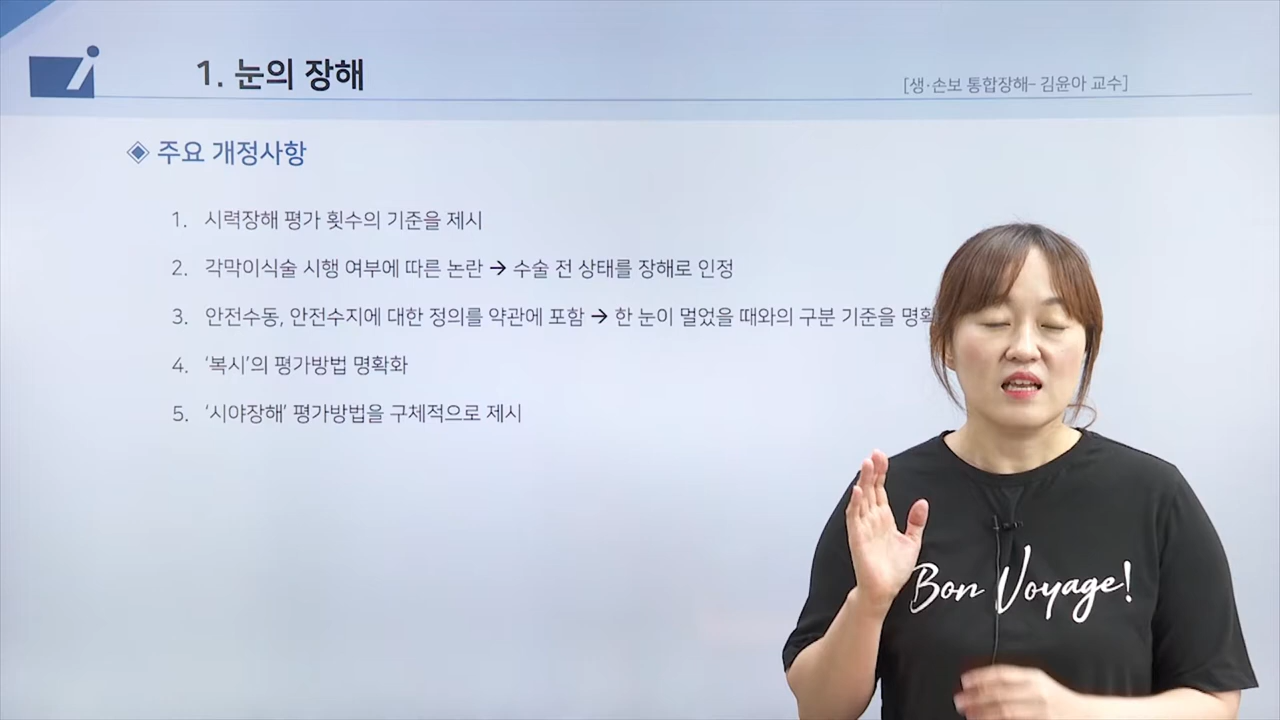 1. 눈의 장해
[생·손보 통합장해- 김윤아 교수]
◈ 주요 개정사항
1. 시력장해 평가 횟수의 기준을 제시
2. 각막이식술 시행 여부에 따른 논란 → 수술 전 상태를 장해로 인정
3. 안전수동, 안전수지에 대한 정의를 약관에 포함 → 한 눈이 멀었을 때와의 구분 기준을
4. ‘복시’의 평가방법 명확화
5. ‘시야장해’ 평가방법을 구체적으로 제시
Bon Voyage!